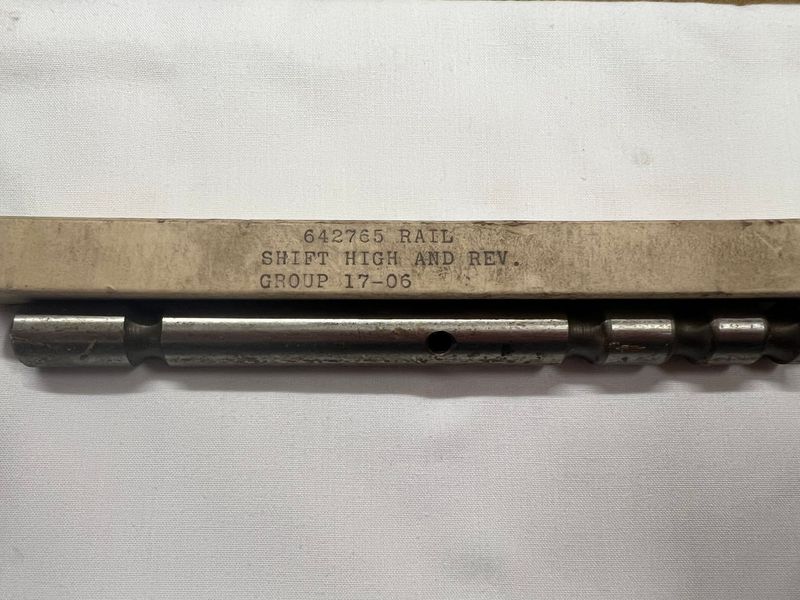 642765 RAIL
SHIFT HIGH AND REV.
GROUP 17-06